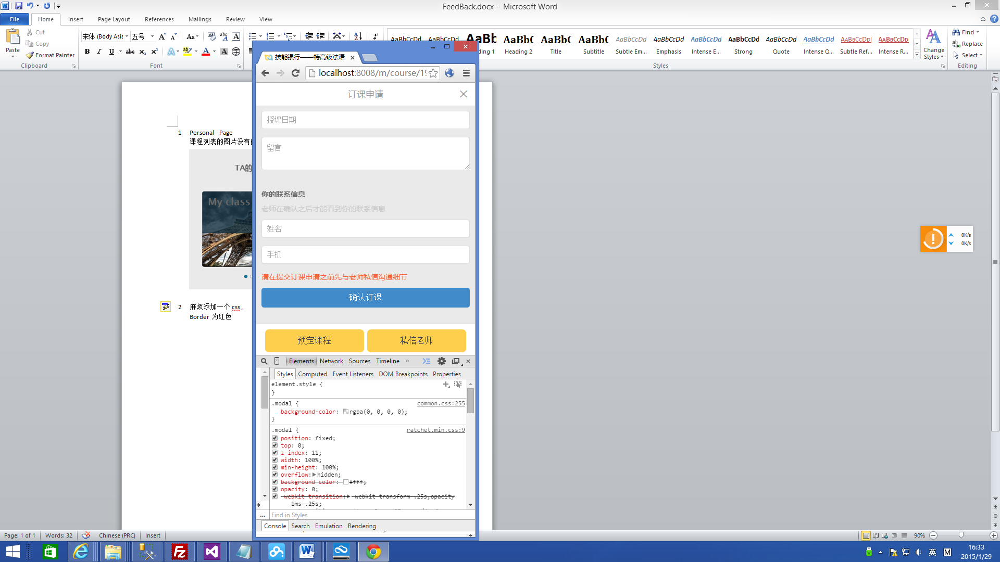 FeedBack.docx - Microsoft Word
File Home Insert Page Layout References Mailings Review View
Paste
Cut
Copy
Format Painter
Clipboard
宋体 (Body Asia 五号
Font
AaBbCcDd AaBbCcDd AaBb AaBbC AaBbC AaBbC AaBbCcDd AaBbCcDd AaBbCcDd AaBbCcDd AaBbCcDd AaBbCcDd AaBbCcDd AaBbCcDd
ing 1 Heading 2 Title Subtitle Subtle Em... Emphasis Intense E... Strong Quote Intense Q... Subtle Ref... Intense R...
Styles
Change
Styles
Find
Replace
Select
Editing
1 Personal Page
课程列表的图片没有
TA的
My class
2 麻烦添加一个 css,
Border 为红色
技能银行——特高级法语
localhost:8008/m/course/19
订课申请
授课日期
留言
你的联系信息
老师在确认之后才能看到你的联系信息
姓名
手机
请在提交订课申请之前先与老师私信沟通细节
确认订课
预定课程 私信老师
Elements Network Sources Timeline »
Styles Computed Event Listeners DOM Breakpoints Properties
element.style {
}
.modal { common.css:255
background-color: rgba(0, 0, 0, 0);
}
.modal { ratchet.min.css:9
position: fixed;
top: 0;
z-index: 11;
width: 100%;
min-height: 100%;
overflow: hidden;
background-color: #fff;
opacity: 0;
-webkit-transition: -webkit-transform .25s,opacity
1ms .25s;
... Find in Styles
Console Search Emulation Rendering
0K/s
0K/s
Page: 1 of 1 Words: 32 Chinese (PRC) Insert
90%
英 M
16:33
2015/1/29